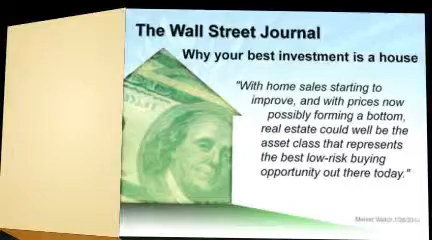 The Wall Street Journal
Why your best investment is a house
"With home sales starting to
improve, and with prices now
possibly forming a bottom,
real estate could well be the
asset class that represents
the best low-risk buying
opportunity out there today."
Market Watch